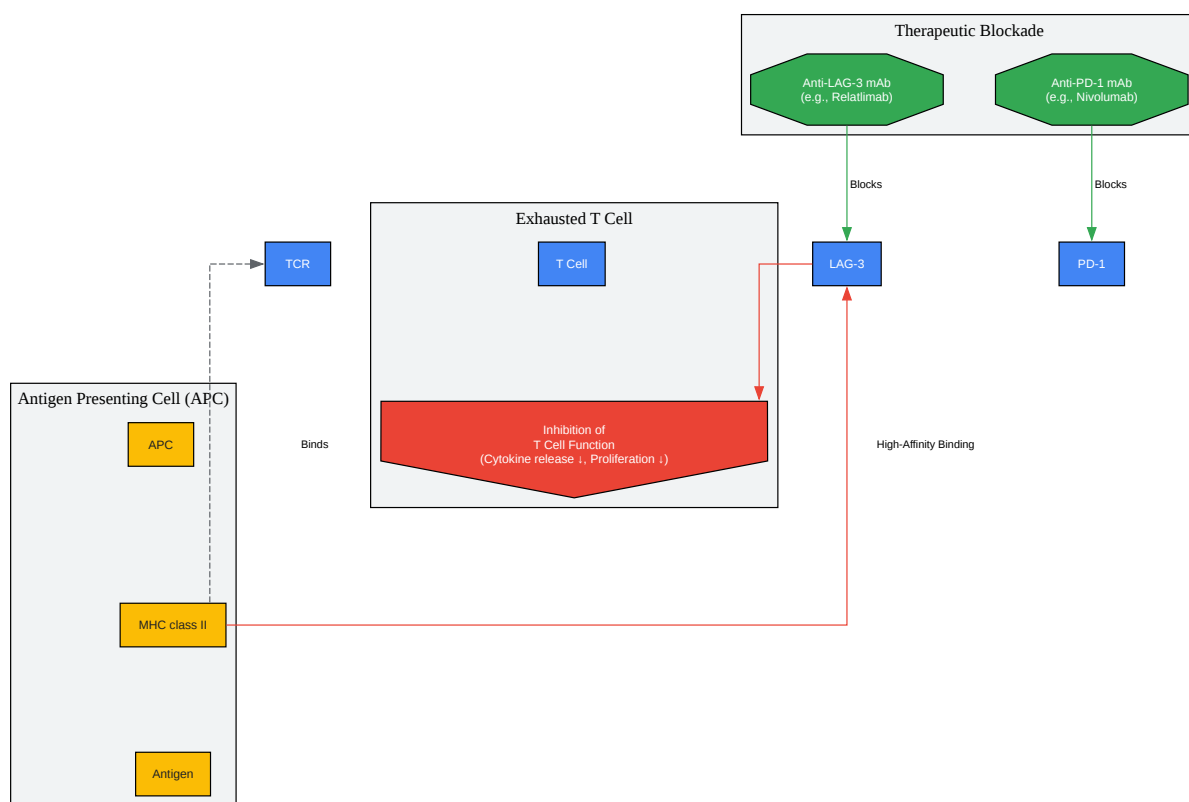 Therapeutic Blockade
Anti-LAG-3 mAb
(e.g., Relatlimab)
Anti-PD-1 mAb
(e.g., Nivolumab)
Blocks
Blocks
Exhausted T Cell
TCR
T Cell
LAG-3
PD-1
Antigen Presenting Cell (APC)
APC
Binds
Inhibition of
T Cell Function
(Cytokine release ↓, Proliferation ↓)
High-Affinity Binding
MHC class II
Antigen